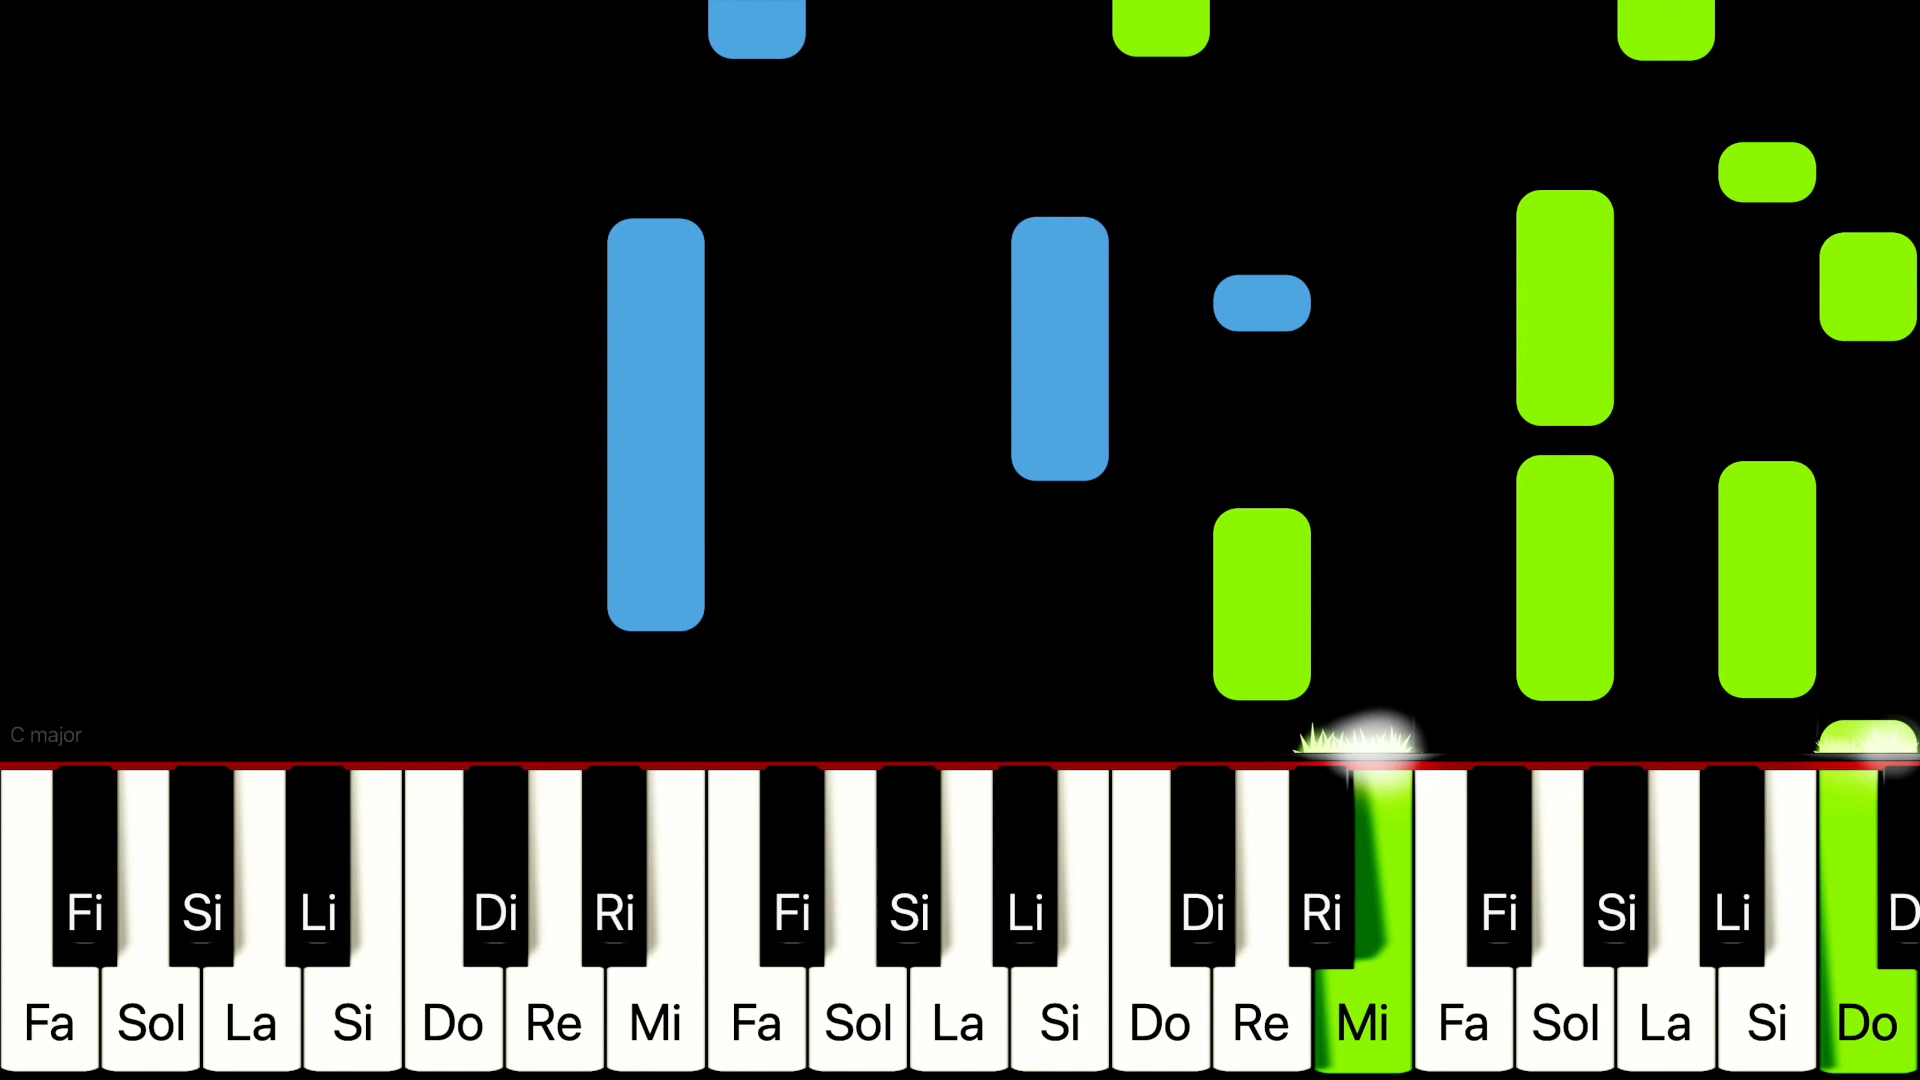 C major
Fi Si Li Di Ri Fi Si Li Di Ri Fi Si Li D
Fa Sol La Si Do Re Mi Fa Sol La Si Do Re Mi Fa Sol La Si Do